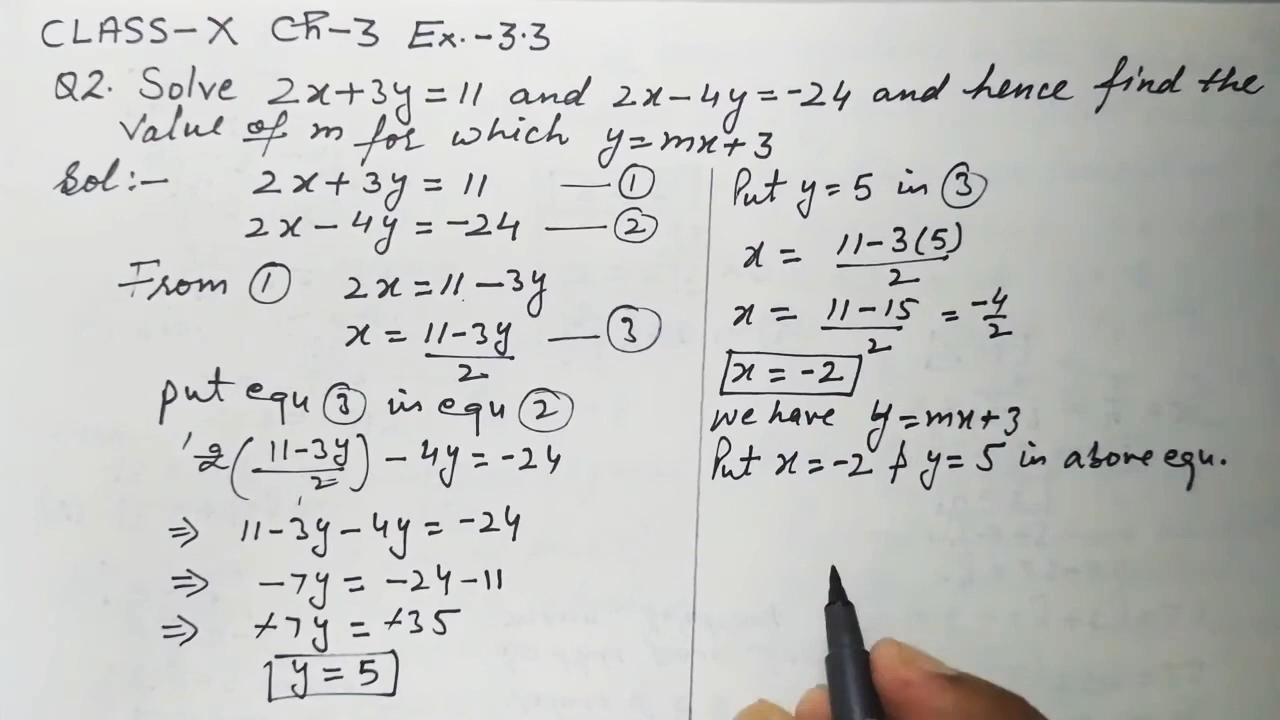 CLASS-X Ch-3 Ex.-3.3
Q2. Solve 2x+3y=11 and 2x-4y=-24 and hence find the
value of m for which y=mx+3
Sol:-
2x+3y=11 — ①
2x-4y=-24 — ②
From ① 2x=11-3y
x = (11-3y)/2 — ③
put equ ③ in equ ②
2((11-3y)/2) - 4y = -24
⇒ 11-3y-4y = -24
⇒ -7y = -24-11
⇒ +7y = +35
y = 5
Put y=5 in ③
x = (11-3(5))/2
x = (11-15)/2 = -4/2
x = -2
we have y=mx+3
Put x=-2 & y=5 in above equ.